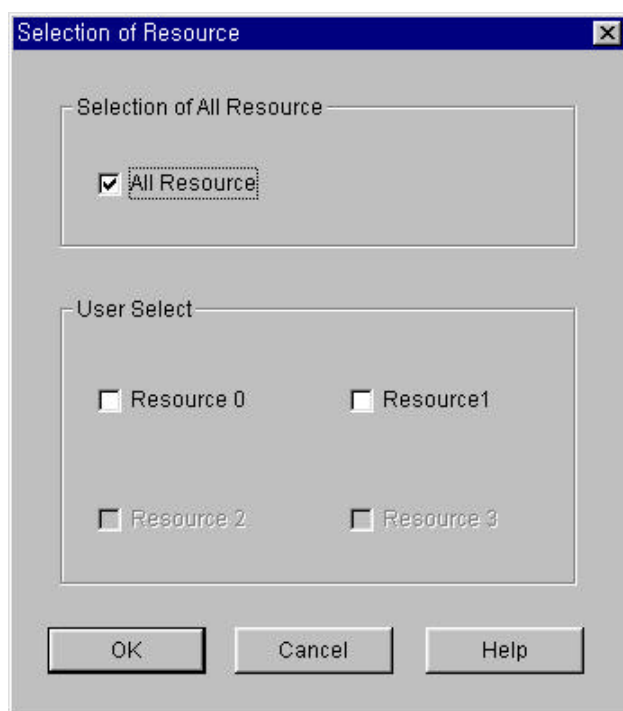 Selection of Resource
Selection of All Resource
All Resource
User Select
Resource 0 Resource1
Resource 2 Resource 3
OK Cancel Help